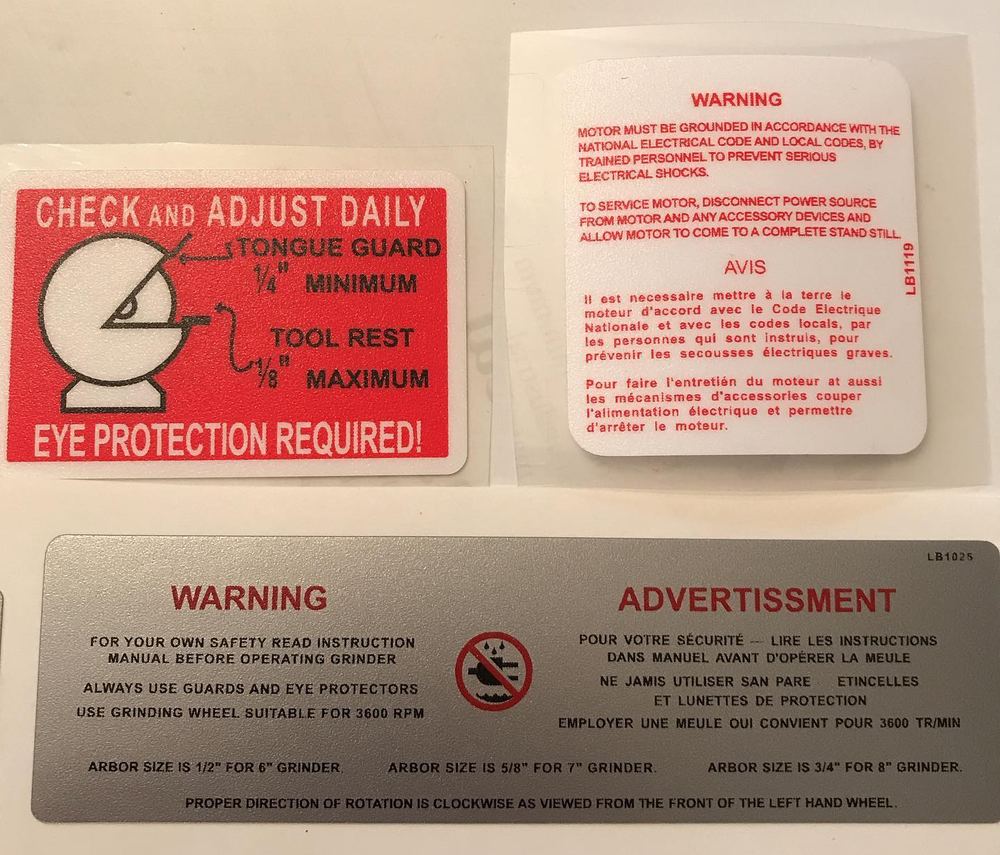 CHECK AND ADJUST DAILY
TONGUE GUARD
1/4" MINIMUM
TOOL REST
1/8" MAXIMUM
EYE PROTECTION REQUIRED!
WARNING
MOTOR MUST BE GROUNDED IN ACCORDANCE WITH THE
NATIONAL ELECTRICAL CODE AND LOCAL CODES, BY
TRAINED PERSONNEL TO PREVENT SERIOUS
ELECTRICAL SHOCKS.
TO SERVICE MOTOR, DISCONNECT POWER SOURCE
FROM MOTOR AND ANY ACCESSORY DEVICES AND
ALLOW MOTOR TO COME TO A COMPLETE STAND STILL.
LB1119
AVIS
Il est necessaire mettre à la terre le
moteur d'accord avec le Code Electrique
Nationale et avec les codes locals, par
les personnes qui sont instruis, pour
prévenir les secousses électriques graves.
Pour faire l'entretién du moteur at aussi
les mécanismes d'accessories couper
l'alimentation électrique et permettre
d'arrêter le moteur.
LB1025
WARNING
FOR YOUR OWN SAFETY READ INSTRUCTION
MANUAL BEFORE OPERATING GRINDER
ALWAYS USE GUARDS AND EYE PROTECTORS
USE GRINDING WHEEL SUITABLE FOR 3600 RPM
ADVERTISSMENT
POUR VOTRE SÉCURITÉ — LIRE LES INSTRUCTIONS
DANS MANUEL AVANT D'OPÉRER LA MEULE
NE JAMIS UTILISER SAN PARE ETINCELLES
ET LUNETTES DE PROTECTION
EMPLOYER UNE MEULE OUI CONVIENT POUR 3600 TR/MIN
ARBOR SIZE IS 1/2" FOR 6" GRINDER. ARBOR SIZE IS 5/8" FOR 7" GRINDER. ARBOR SIZE IS 3/4" FOR 8" GRINDER.
PROPER DIRECTION OF ROTATION IS CLOCKWISE AS VIEWED FROM THE FRONT OF THE LEFT HAND WHEEL.